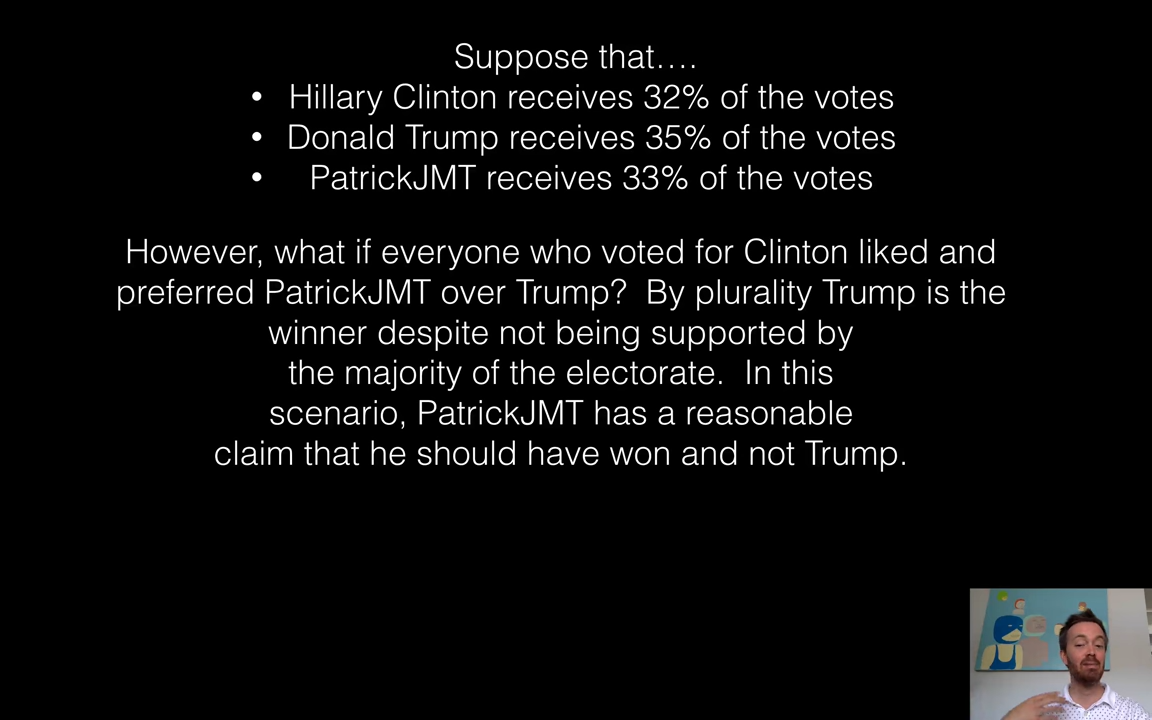 Suppose that….
• Hillary Clinton receives 32% of the votes
• Donald Trump receives 35% of the votes
• PatrickJMT receives 33% of the votes
However, what if everyone who voted for Clinton liked and
preferred PatrickJMT over Trump? By plurality Trump is the
winner despite not being supported by
the majority of the electorate. In this
scenario, PatrickJMT has a reasonable
claim that he should have won and not Trump.